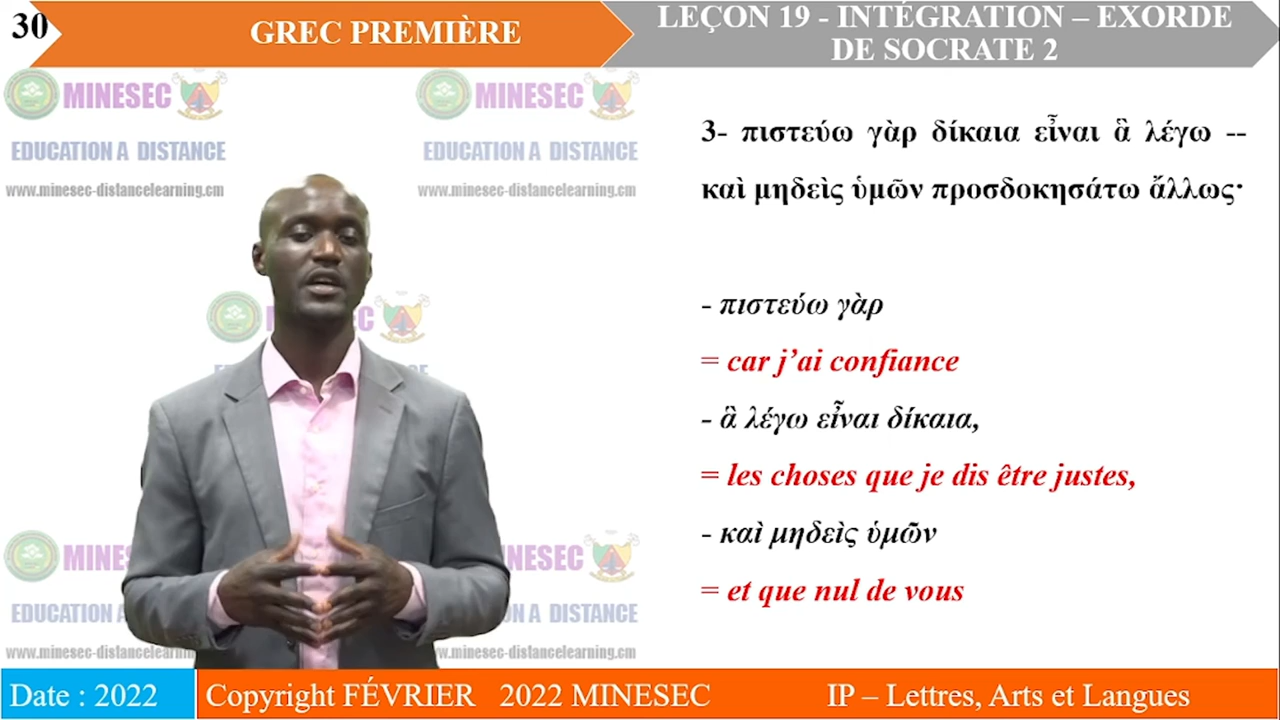 30
GREC PREMIÈRE
LEÇON 19 - INTÉGRATION – EXORDE
DE SOCRATE 2
MINESEC
EDUCATION A DISTANCE
www.minesec-distancelearning.cm
MINESEC
EDUCATION A DISTANCE
www.minesec-distancelearning.cm
3- πιστεύω γὰρ δίκαια εἶναι ἃ λέγω --
καὶ μηδεὶς ὑμῶν προσδοκησάτω ἄλλως·
- πιστεύω γὰρ
= car j’ai confiance
- ἃ λέγω εἶναι δίκαια,
= les choses que je dis être justes,
- καὶ μηδεὶς ὑμῶν
= et que nul de vous
MINESEC
EDUCATION A DISTANCE
www.minesec-distancelearning.cm
Date : 2022
Copyright FÉVRIER 2022 MINESEC
IP – Lettres, Arts et Langues